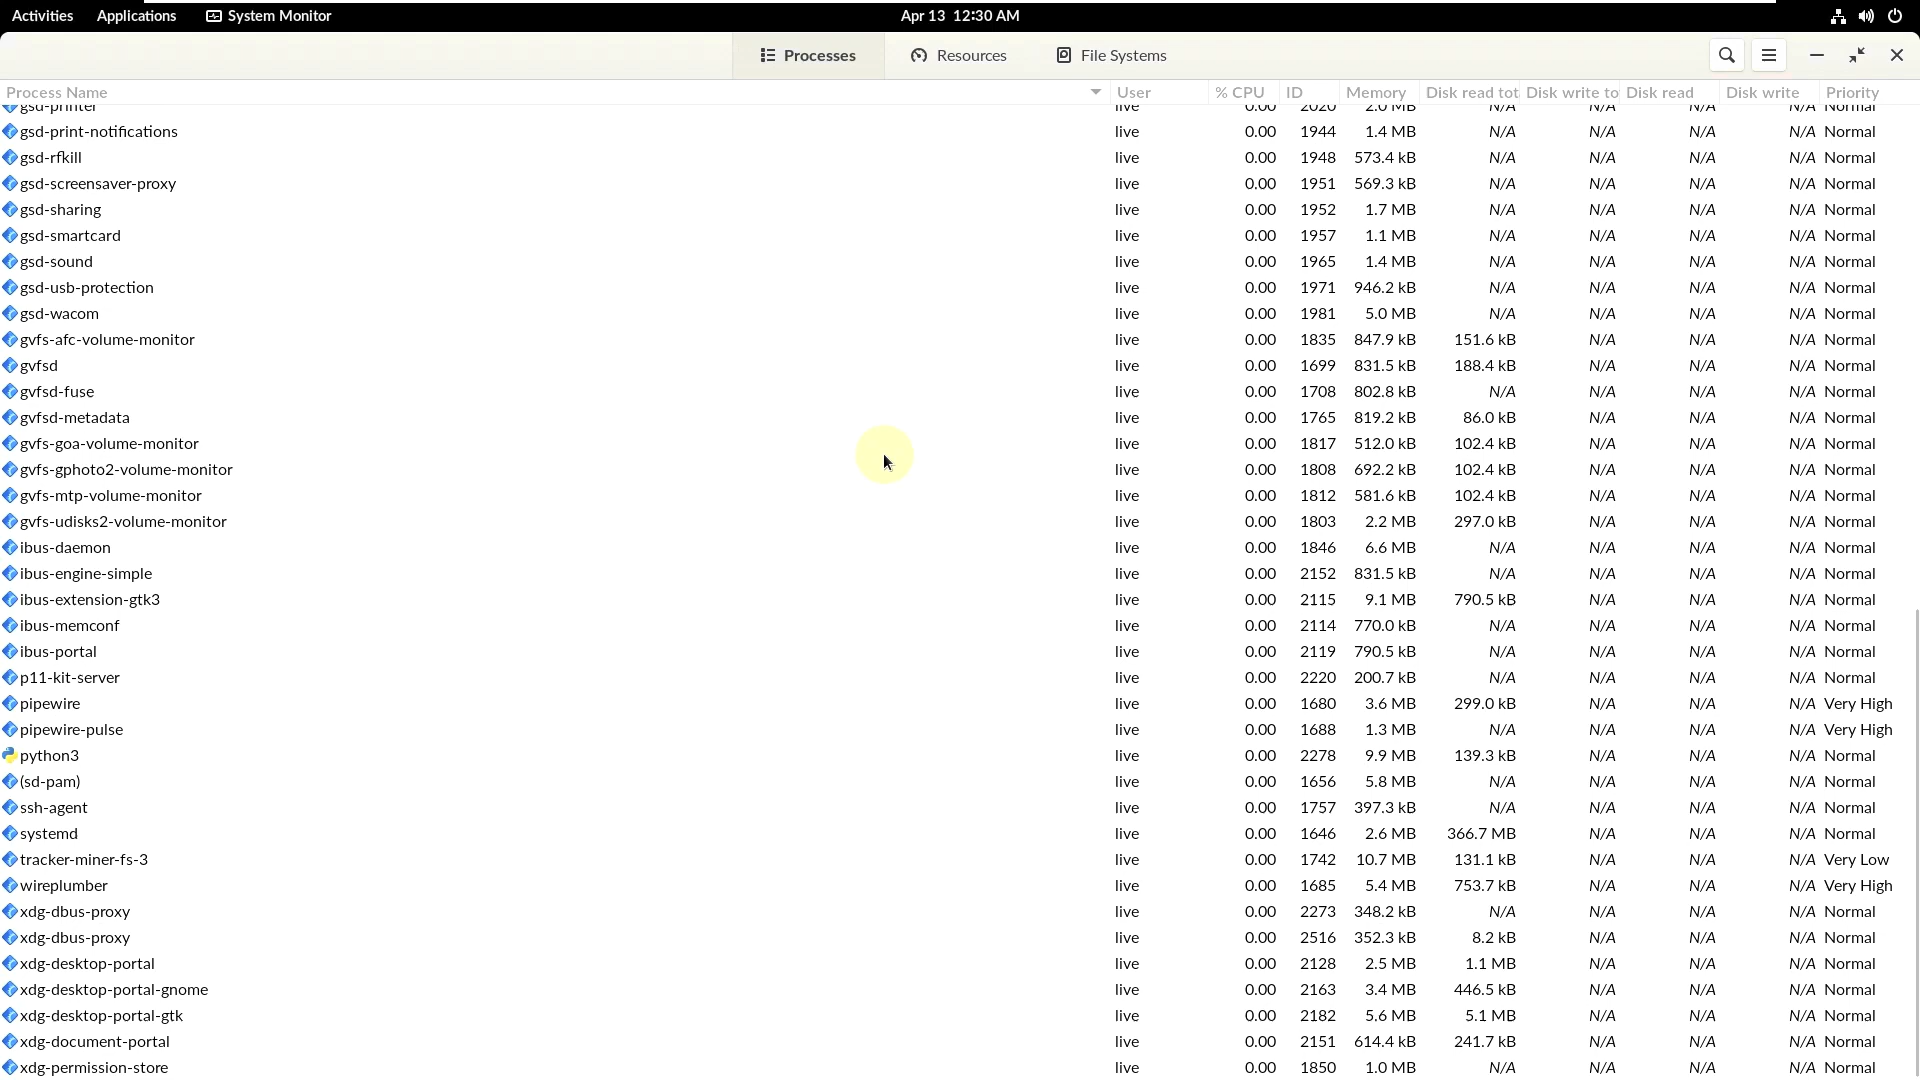 Activities Applications System Monitor Apr 13 12:30 AM
Processes Resources File Systems
Process Name User % CPU ID Memory Disk read tot Disk write to Disk read Disk write Priority
gsd-printer live 0.00 2020 2.0 MB N/A N/A N/A N/A Normal
gsd-print-notifications live 0.00 1944 1.4 MB N/A N/A N/A N/A Normal
gsd-rfkill live 0.00 1948 573.4 kB N/A N/A N/A N/A Normal
gsd-screensaver-proxy live 0.00 1951 569.3 kB N/A N/A N/A N/A Normal
gsd-sharing live 0.00 1952 1.7 MB N/A N/A N/A N/A Normal
gsd-smartcard live 0.00 1957 1.1 MB N/A N/A N/A N/A Normal
gsd-sound live 0.00 1965 1.4 MB N/A N/A N/A N/A Normal
gsd-usb-protection live 0.00 1971 946.2 kB N/A N/A N/A N/A Normal
gsd-wacom live 0.00 1981 5.0 MB N/A N/A N/A N/A Normal
gvfs-afc-volume-monitor live 0.00 1835 847.9 kB 151.6 kB N/A N/A N/A Normal
gvfsd live 0.00 1699 831.5 kB 188.4 kB N/A N/A N/A Normal
gvfsd-fuse live 0.00 1708 802.8 kB N/A N/A N/A N/A Normal
gvfsd-metadata live 0.00 1765 819.2 kB 86.0 kB N/A N/A N/A Normal
gvfs-goa-volume-monitor live 0.00 1817 512.0 kB 102.4 kB N/A N/A N/A Normal
gvfs-gphoto2-volume-monitor live 0.00 1808 692.2 kB 102.4 kB N/A N/A N/A Normal
gvfs-mtp-volume-monitor live 0.00 1812 581.6 kB 102.4 kB N/A N/A N/A Normal
gvfs-udisks2-volume-monitor live 0.00 1803 2.2 MB 297.0 kB N/A N/A N/A Normal
ibus-daemon live 0.00 1846 6.6 MB N/A N/A N/A N/A Normal
ibus-engine-simple live 0.00 2152 831.5 kB N/A N/A N/A N/A Normal
ibus-extension-gtk3 live 0.00 2115 9.1 MB 790.5 kB N/A N/A N/A Normal
ibus-memconf live 0.00 2114 770.0 kB N/A N/A N/A N/A Normal
ibus-portal live 0.00 2119 790.5 kB N/A N/A N/A N/A Normal
p11-kit-server live 0.00 2220 200.7 kB N/A N/A N/A N/A Normal
pipewire live 0.00 1680 3.6 MB 299.0 kB N/A N/A N/A Very High
pipewire-pulse live 0.00 1688 1.3 MB N/A N/A N/A N/A Very High
python3 live 0.00 2278 9.9 MB 139.3 kB N/A N/A N/A Normal
(sd-pam) live 0.00 1656 5.8 MB N/A N/A N/A N/A Normal
ssh-agent live 0.00 1757 397.3 kB N/A N/A N/A N/A Normal
systemd live 0.00 1646 2.6 MB 366.7 MB N/A N/A N/A Normal
tracker-miner-fs-3 live 0.00 1742 10.7 MB 131.1 kB N/A N/A N/A Very Low
wireplumber live 0.00 1685 5.4 MB 753.7 kB N/A N/A N/A Very High
xdg-dbus-proxy live 0.00 2273 348.2 kB N/A N/A N/A N/A Normal
xdg-dbus-proxy live 0.00 2516 352.3 kB 8.2 kB N/A N/A N/A Normal
xdg-desktop-portal live 0.00 2128 2.5 MB 1.1 MB N/A N/A N/A Normal
xdg-desktop-portal-gnome live 0.00 2163 3.4 MB 446.5 kB N/A N/A N/A Normal
xdg-desktop-portal-gtk live 0.00 2182 5.6 MB 5.1 MB N/A N/A N/A Normal
xdg-document-portal live 0.00 2151 614.4 kB 241.7 kB N/A N/A N/A Normal
xdg-permission-store live 0.00 1850 1.0 MB N/A N/A N/A N/A Normal